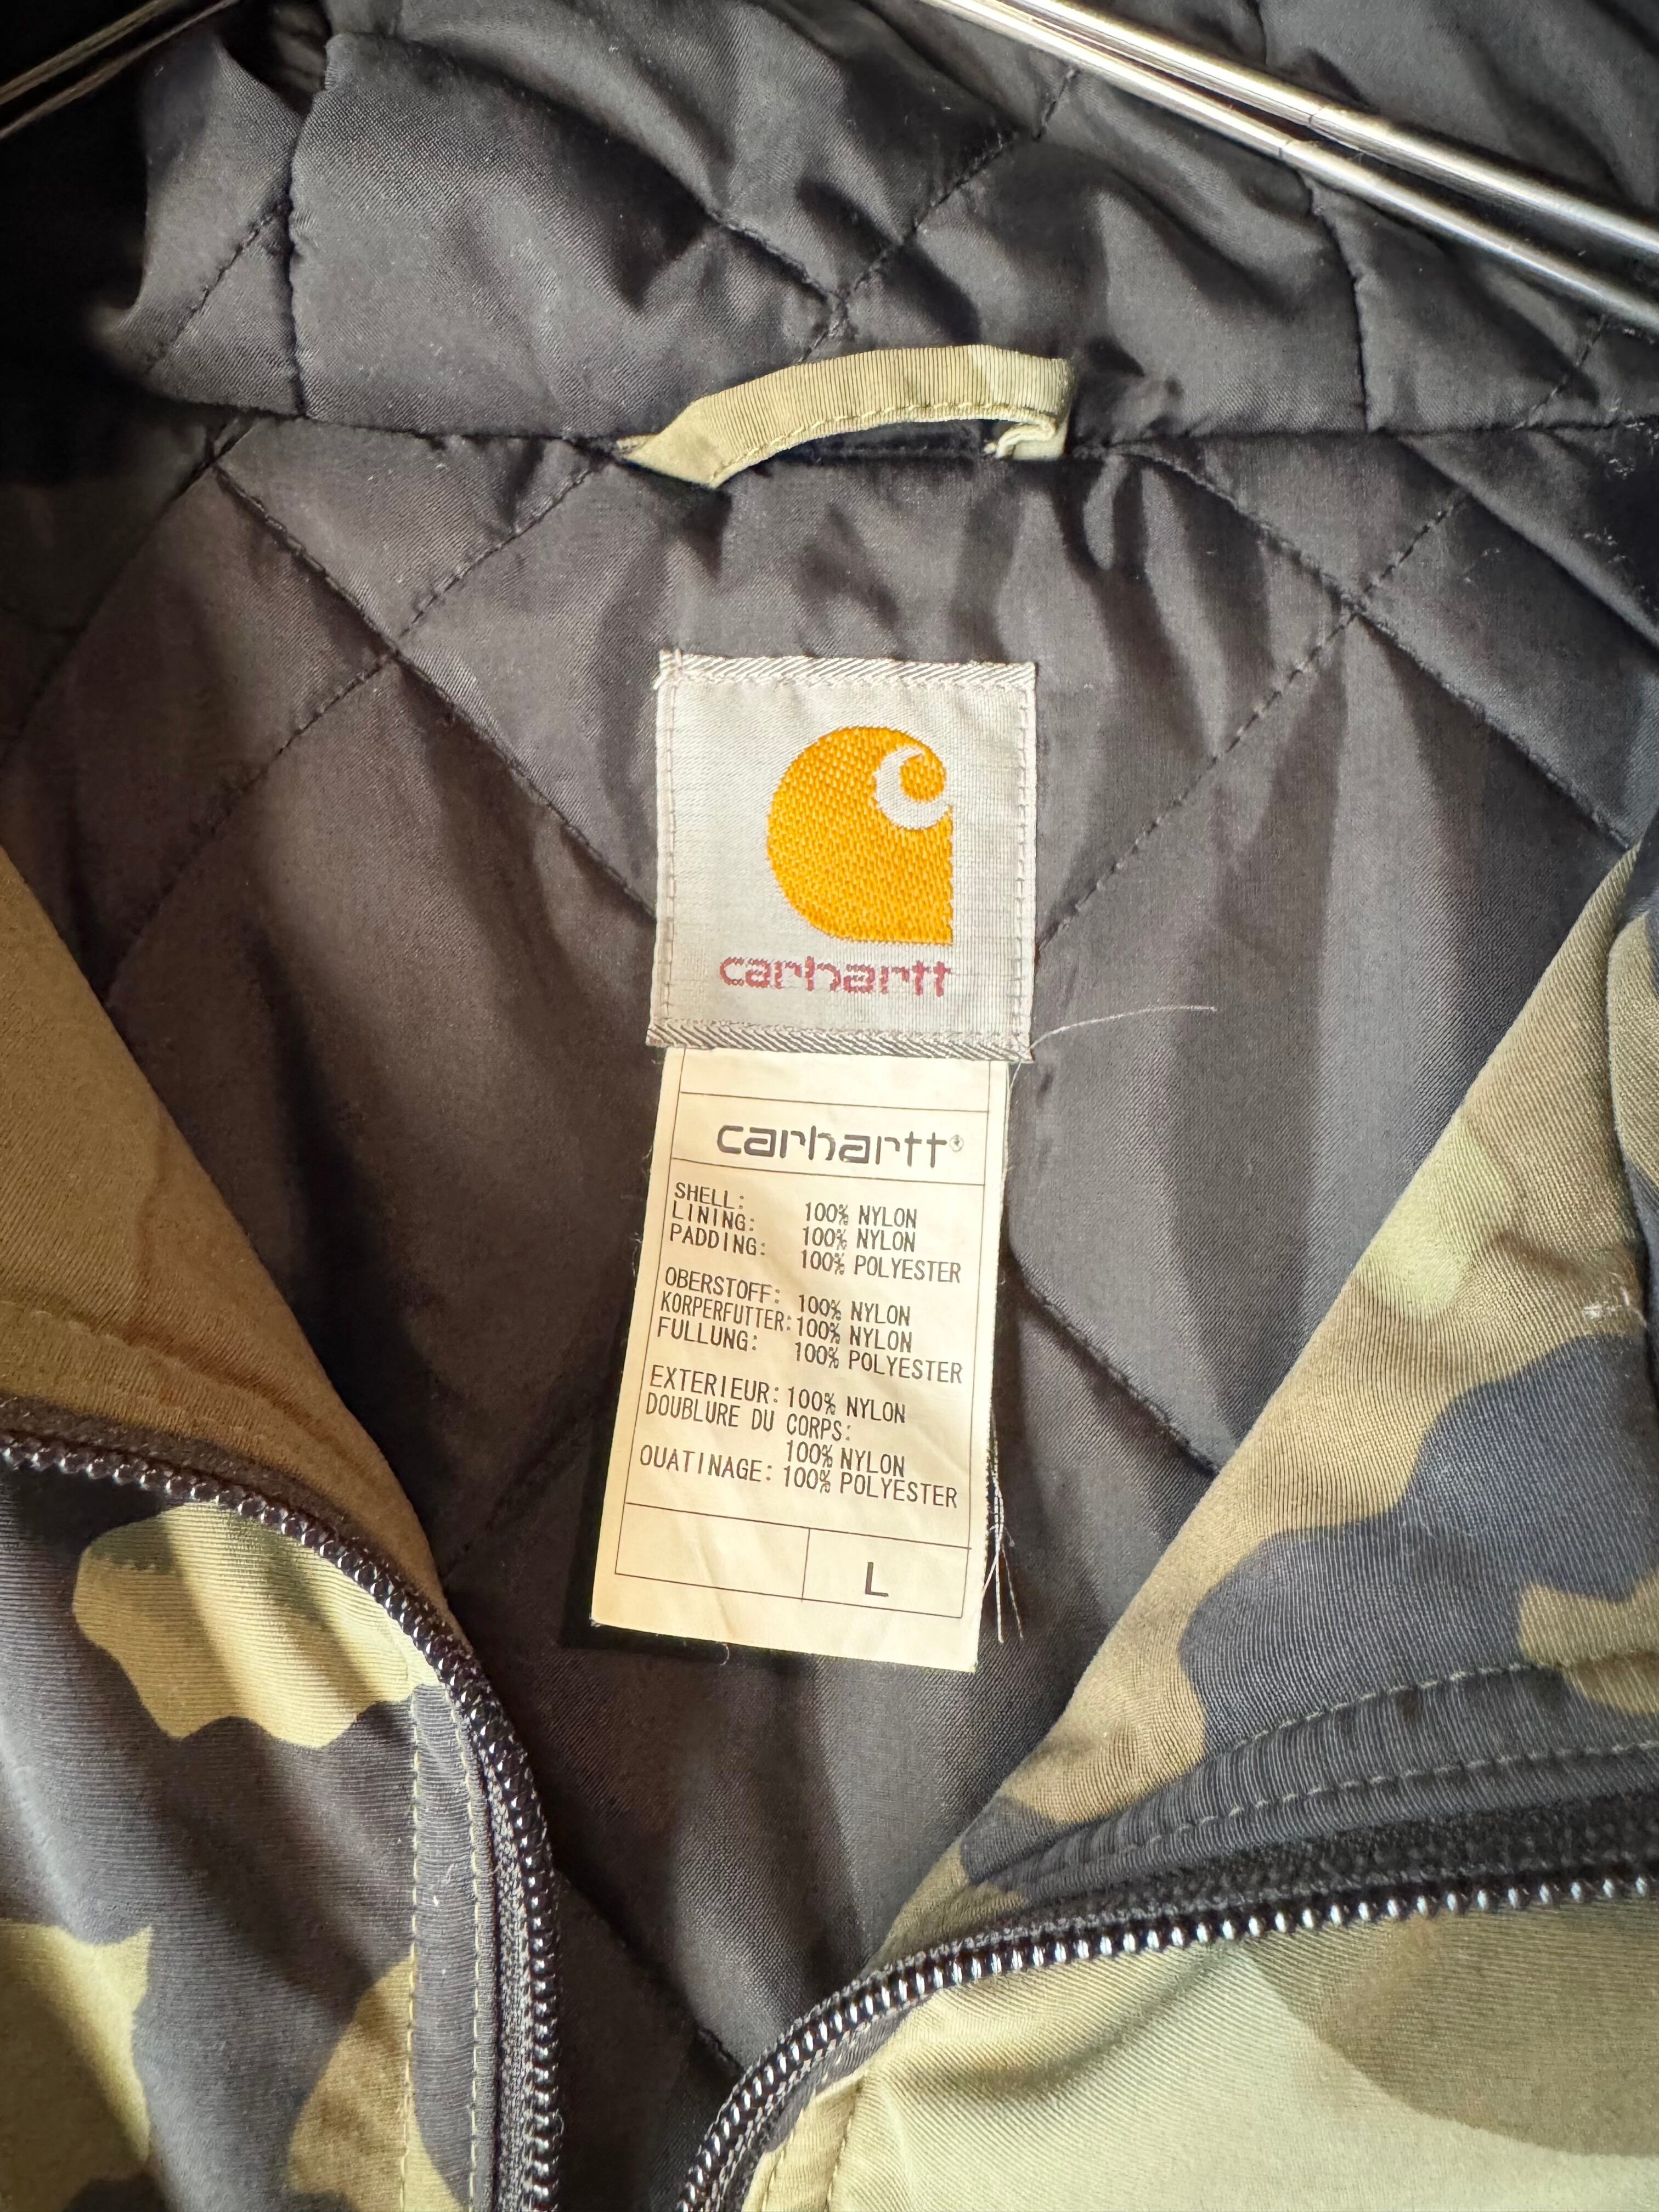 carhartt
carhartt®
SHELL: 100% NYLON
LINING: 100% NYLON
PADDING: 100% POLYESTER
OBERSTOFF: 100% NYLON
KORPERFUTTER: 100% NYLON
FULLUNG: 100% POLYESTER
EXTERIEUR: 100% NYLON
DOUBLURE DU CORPS:
100% NYLON
OUATINAGE: 100% POLYESTER
L